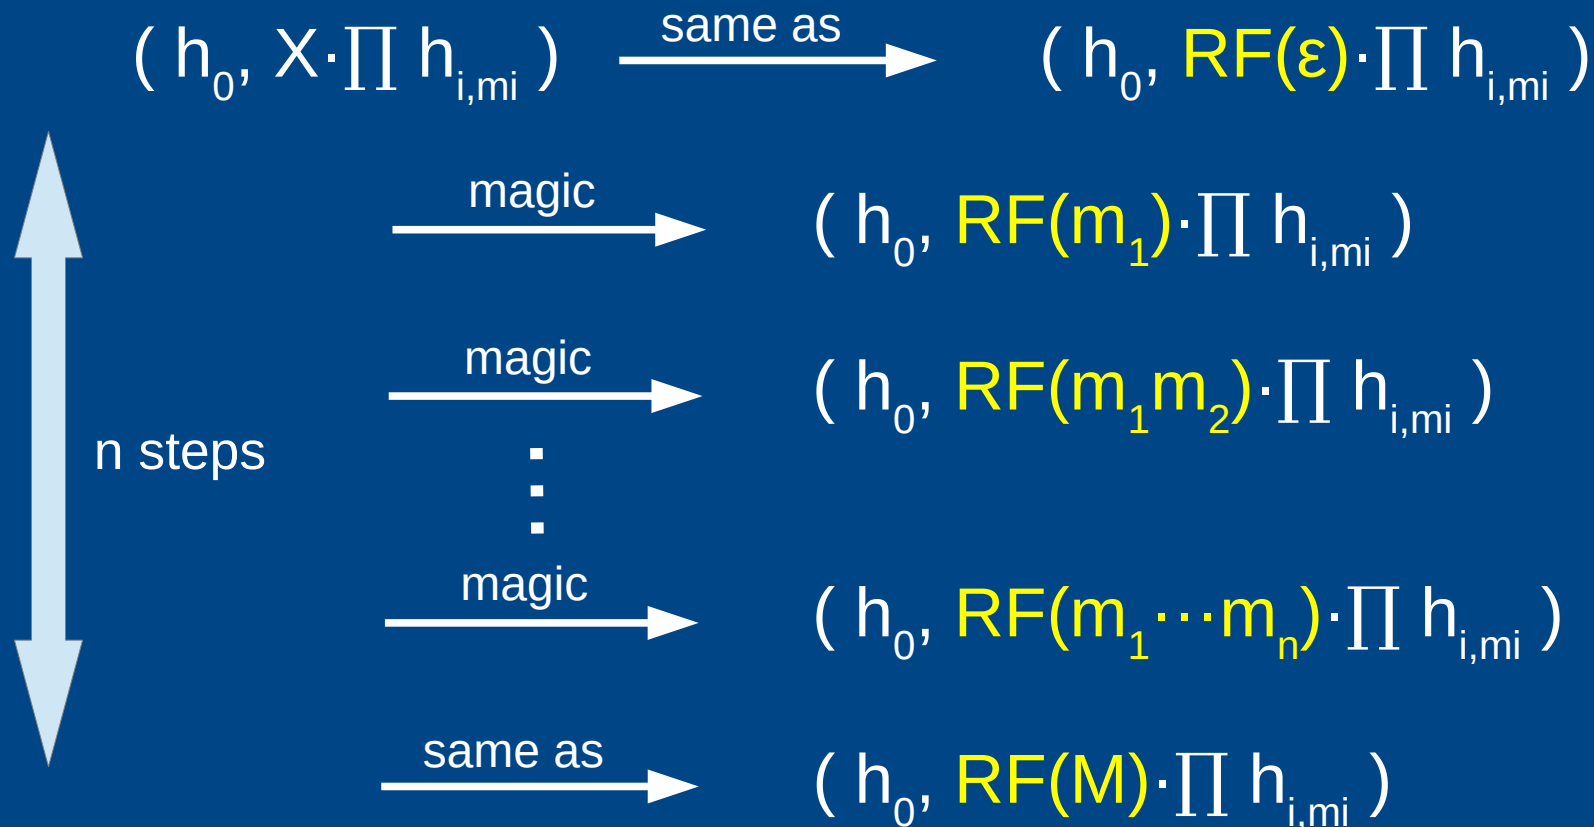 same as
( h0, X·∏ hi,mi ) ( h0, RF(ε)·∏ hi,mi )
magic
( h0, RF(m1)·∏ hi,mi )
magic
( h0, RF(m1m2)·∏ hi,mi )
n steps
⋮
magic
( h0, RF(m1···mn)·∏ hi,mi )
same as
( h0, RF(M)·∏ hi,mi )